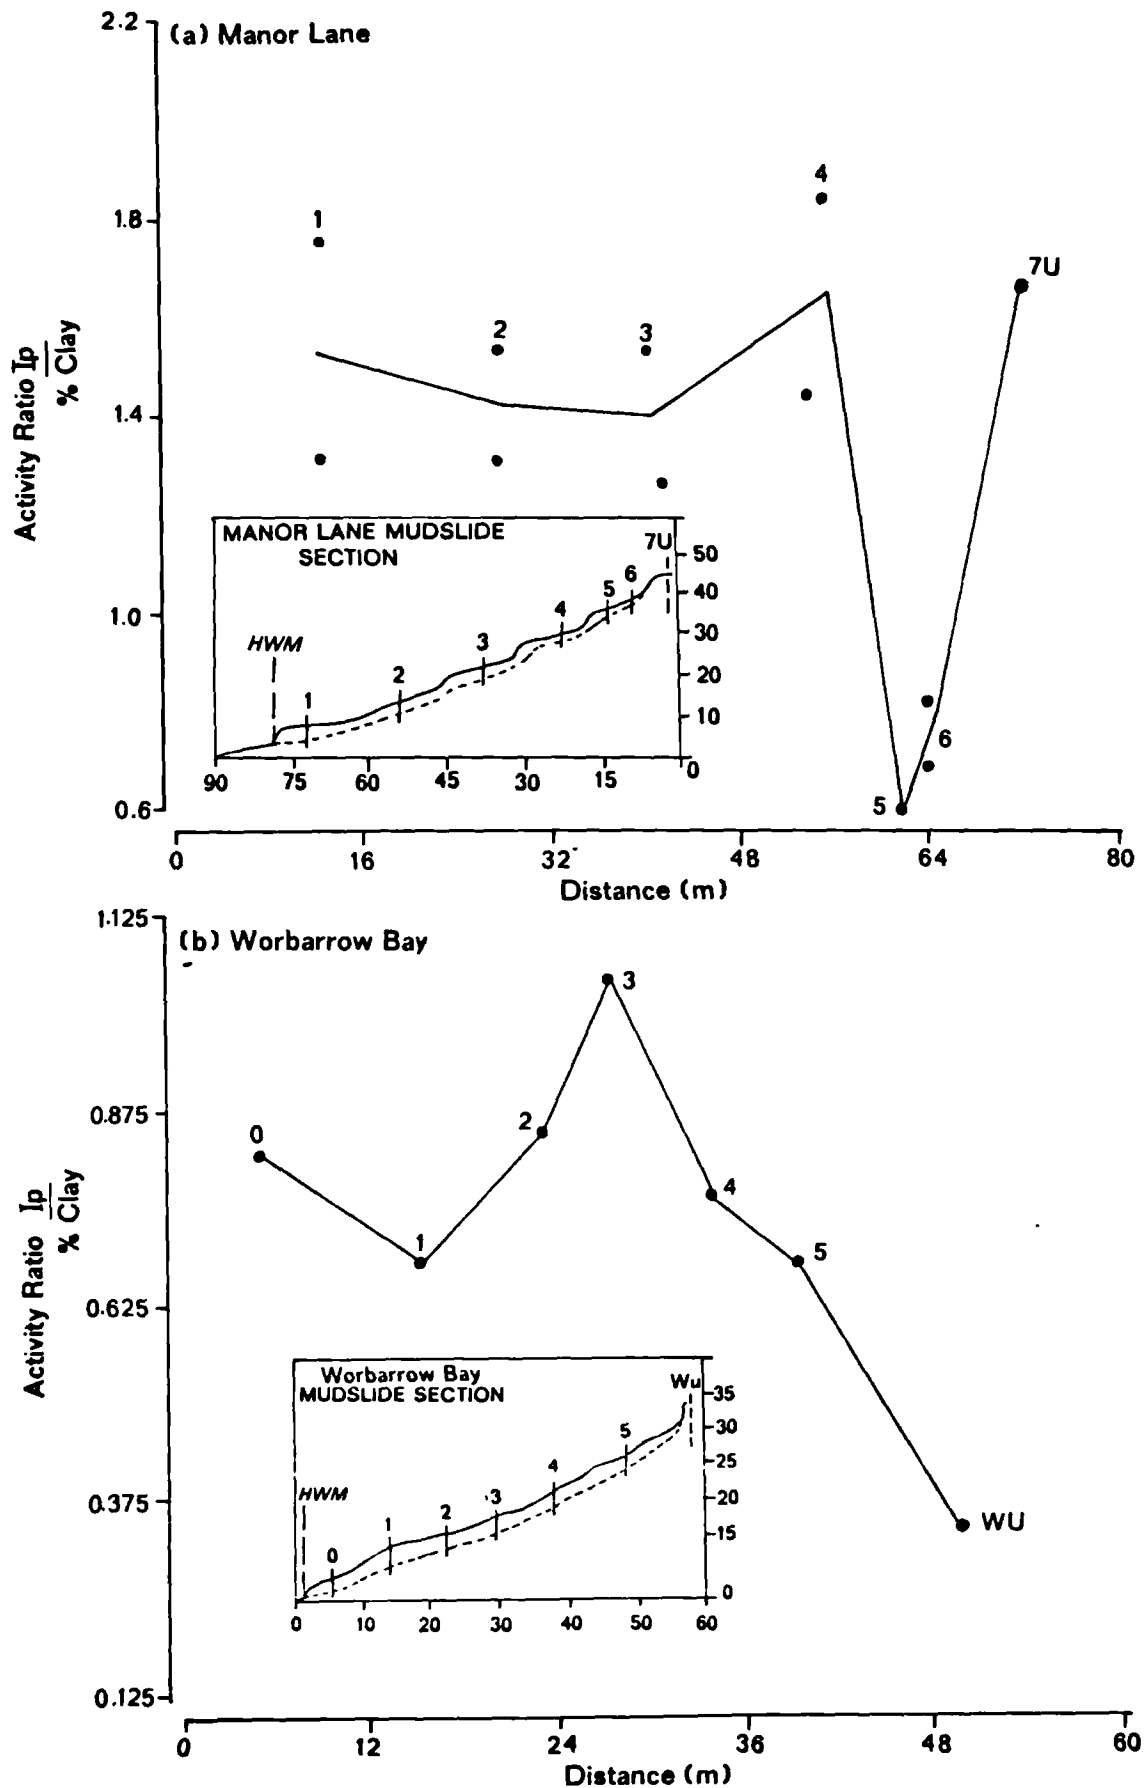 2.2
(a) Manor Lane
4
1.8
1
7U
2
3
Activity Ratio Ip
% Clay
1.4
MANOR LANE MUDSLIDE
SECTION
7U
50
6
40
5
4
1.0
30
HWM
3
20
2
1
10
6
0
90 75 60 45 30 15
0.6
5
0 16 32 48 64 80
Distance (m)
1.125
(b) Worbarrow Bay
3
0.875
2
0
4
Activity Ratio Ip
% Clay
1
5
0.625
Worbarrow Bay
MUDSLIDE SECTION
Wu
35
30
5
25
4
20
HWM
3
2
1
15
0.375
WU
0
0
0 10 20 30 40 50 60
0.125
0 12 24 36 48 60
Distance (m)